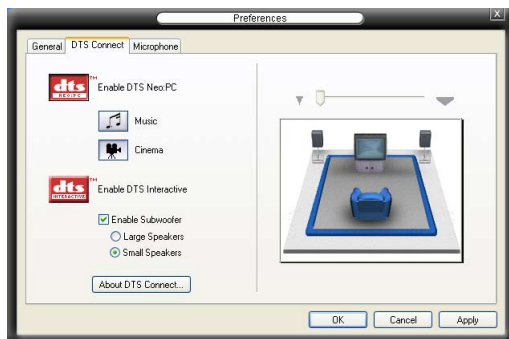 Preferences
X
General DTS Connect Microphone
dts TM
NEO:PC
Enable DTS Neo:PC
Music
Cinema
dts TM
INTERACTIVE
Enable DTS Interactive
Enable Subwoofer
Large Speakers
Small Speakers
About DTS Connect...
OK Cancel Apply